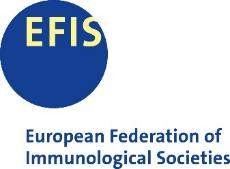 EFIS
European Federation of
Immunological Societies